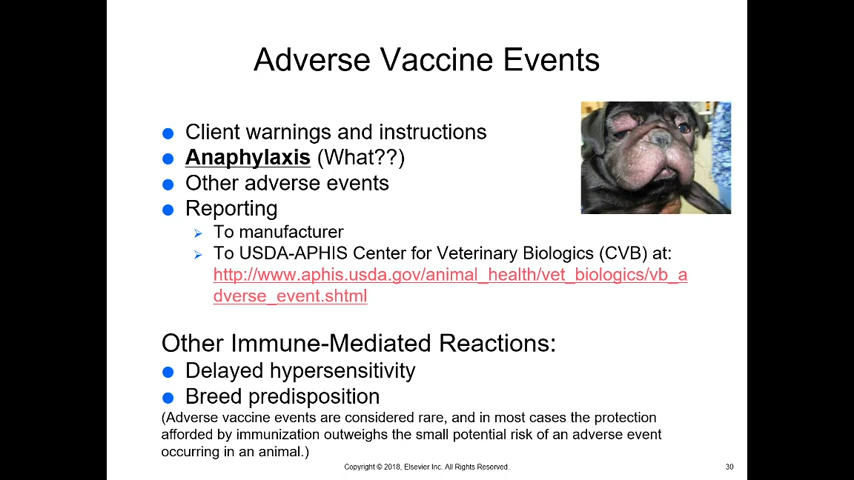 Adverse Vaccine Events
Client warnings and instructions
Anaphylaxis (What??)
Other adverse events
Reporting
To manufacturer
To USDA-APHIS Center for Veterinary Biologics (CVB) at:
http://www.aphis.usda.gov/animal_health/vet_biologics/vb_a
dverse_event.shtml
Other Immune-Mediated Reactions:
Delayed hypersensitivity
Breed predisposition
(Adverse vaccine events are considered rare, and in most cases the protection
afforded by immunization outweighs the small potential risk of an adverse event
occurring in an animal.)
Copyright © 2018, Elsevier Inc. All Rights Reserved.
30